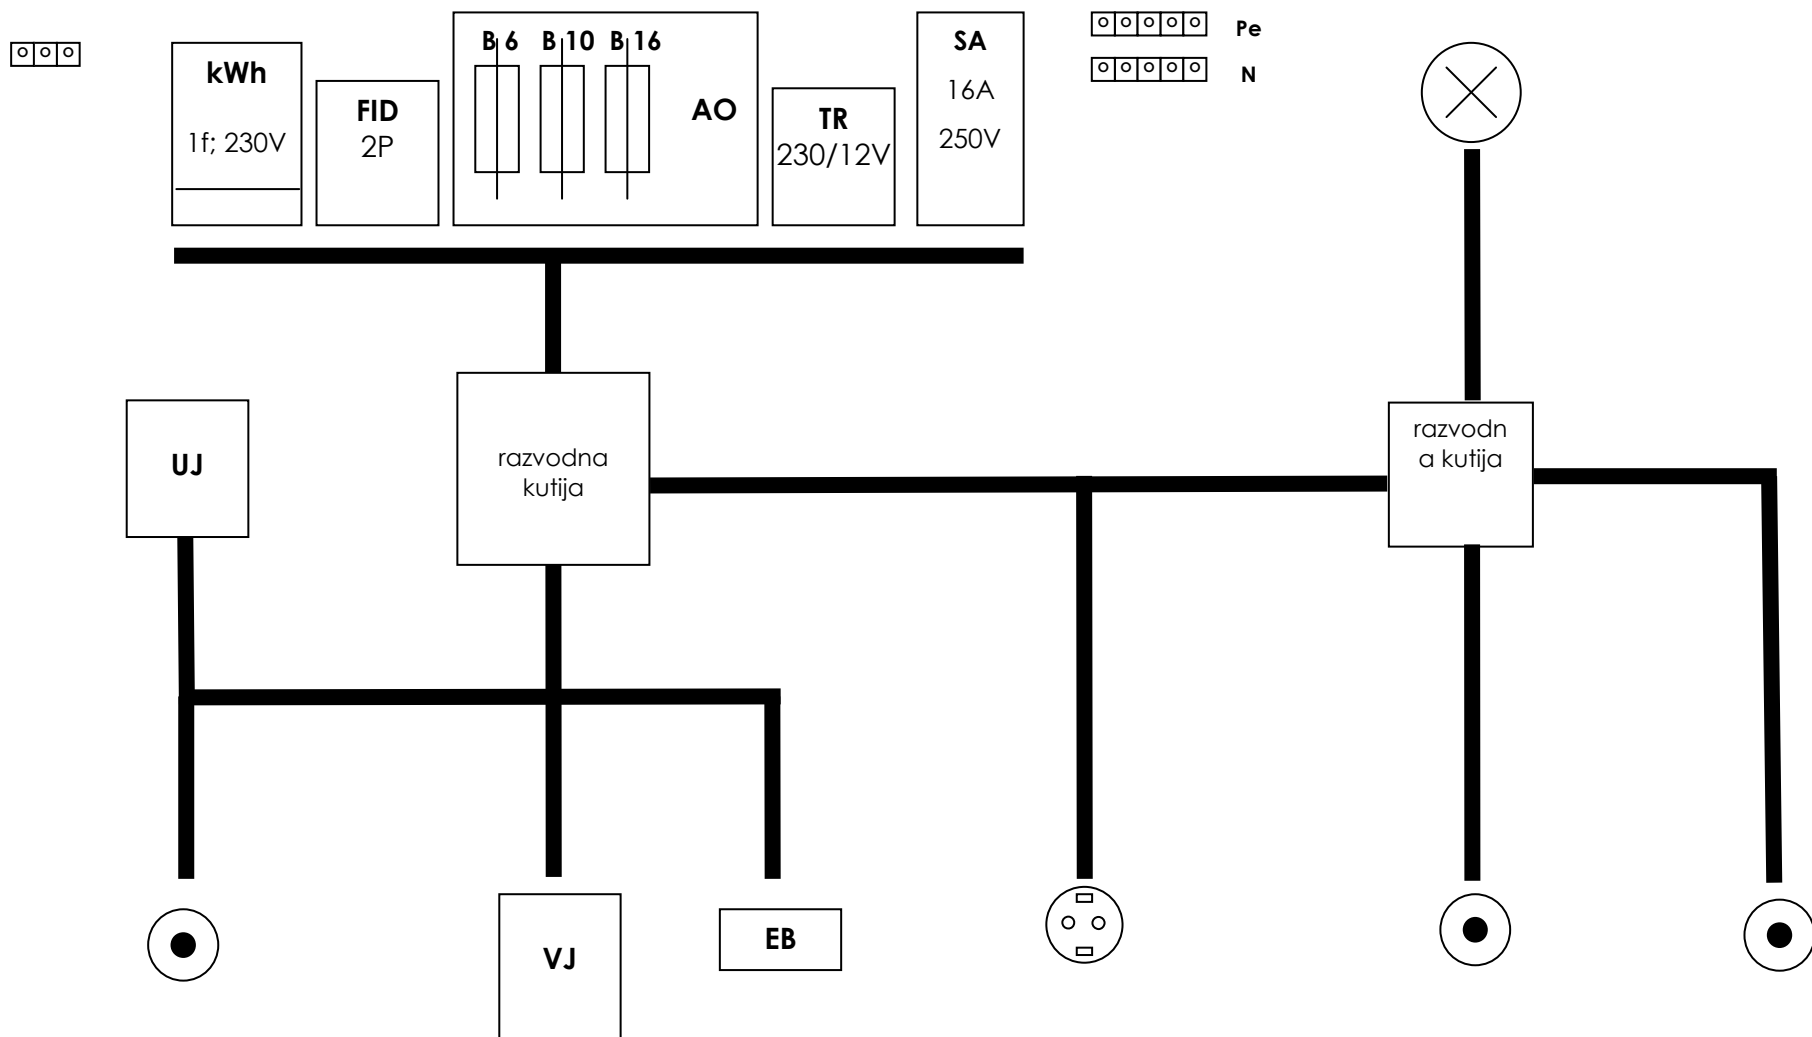 kWh
1f; 230V
FID
2P
B 6 B 10 B 16
AO
TR
230/12V
SA
16A
250V
Pe
N
UJ
razvodna
kutija
razvodn
a kutija
VJ
EB